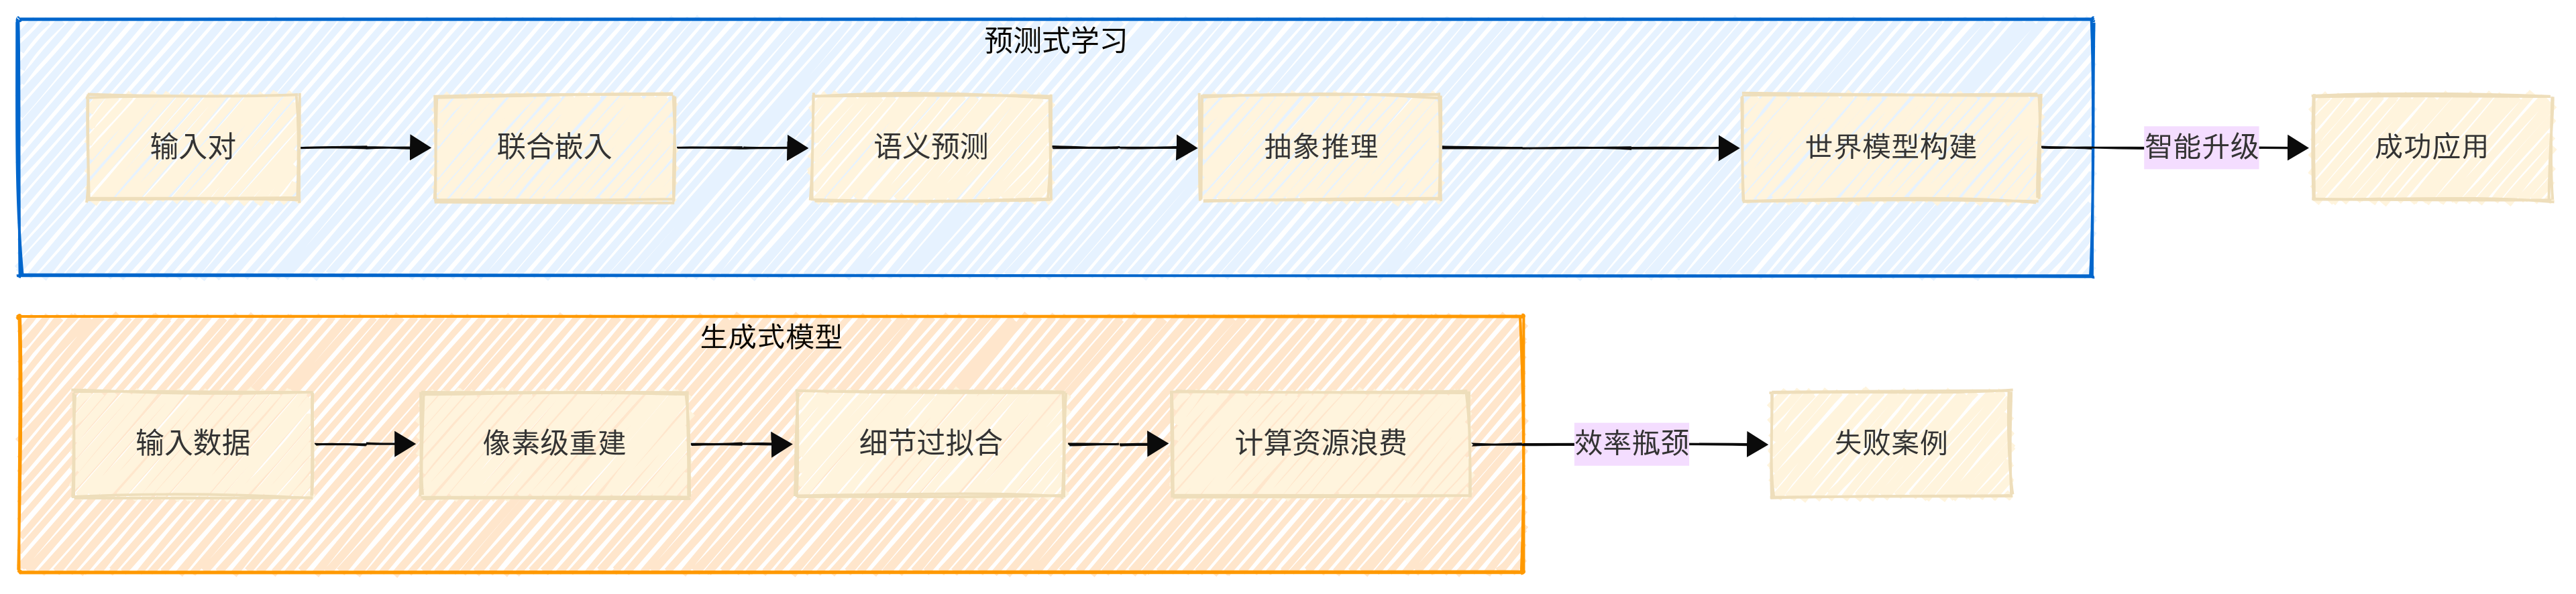 预测式学习
输入对
联合嵌入
语义预测
抽象推理
世界模型构建
智能升级
成功应用
生成式模型
输入数据
像素级重建
细节过拟合
计算资源浪费
效率瓶颈
失败案例